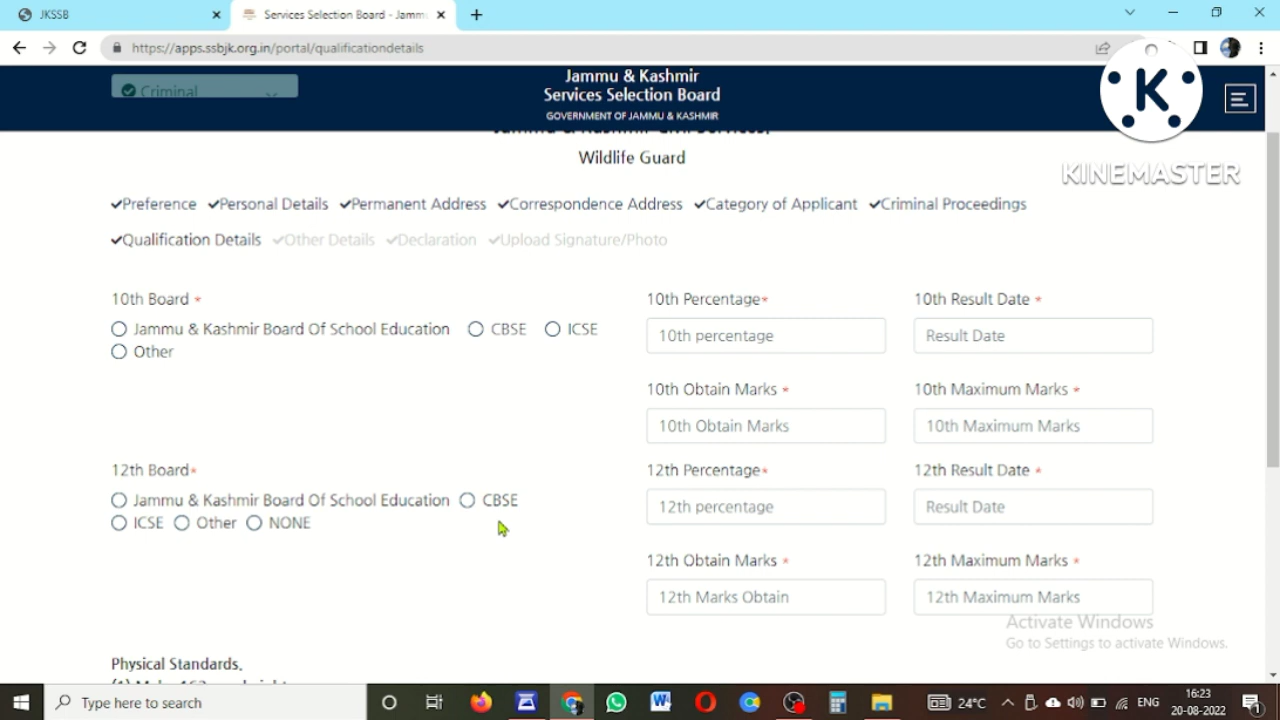 JKSSB
Services Selection Board - Jammu
https://apps.ssbjk.org.in/portal/qualificationdetails
Criminal
Jammu & Kashmir
Services Selection Board
GOVERNMENT OF JAMMU & KASHMIR
K
KINEMASTER
Jammu & Kashmir Civil Services,
Wildlife Guard
Preference Personal Details Permanent Address Correspondence Address Category of Applicant Criminal Proceedings
Qualification Details Other Details Declaration Upload Signature/Photo
10th Board * 10th Percentage* 10th Result Date *
Jammu & Kashmir Board Of School Education CBSE ICSE
10th percentage Result Date
Other
10th Obtain Marks * 10th Maximum Marks *
10th Obtain Marks 10th Maximum Marks
12th Board* 12th Percentage* 12th Result Date *
Jammu & Kashmir Board Of School Education CBSE
12th percentage Result Date
ICSE Other NONE
12th Obtain Marks * 12th Maximum Marks *
12th Marks Obtain 12th Maximum Marks
Activate Windows
Go to Settings to activate Windows.
Physical Standards,
Type here to search
24°C
ENG
16:23
20-08-2022
1